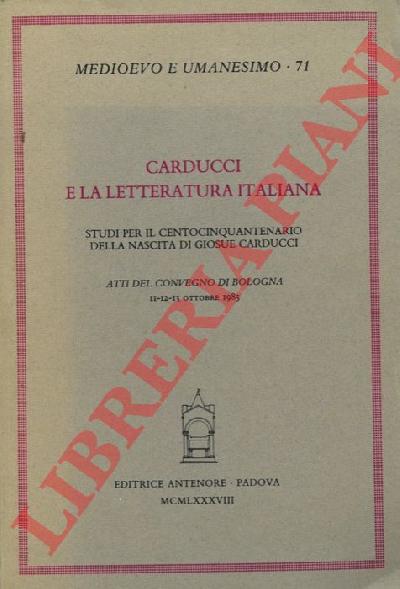 MEDIOEVO E UMANESIMO · 71
CARDUCCI
E LA LETTERATURA ITALIANA
STUDI PER IL CENTOCINQUANTENARIO
DELLA NASCITA DI GIOSUE CARDUCCI
ATTI DEL CONVEGNO DI BOLOGNA
11-12-13 OTTOBRE 1985
EDITRICE ANTENORE · PADOVA
MCMLXXXVIII
LIBRERIA PIANI